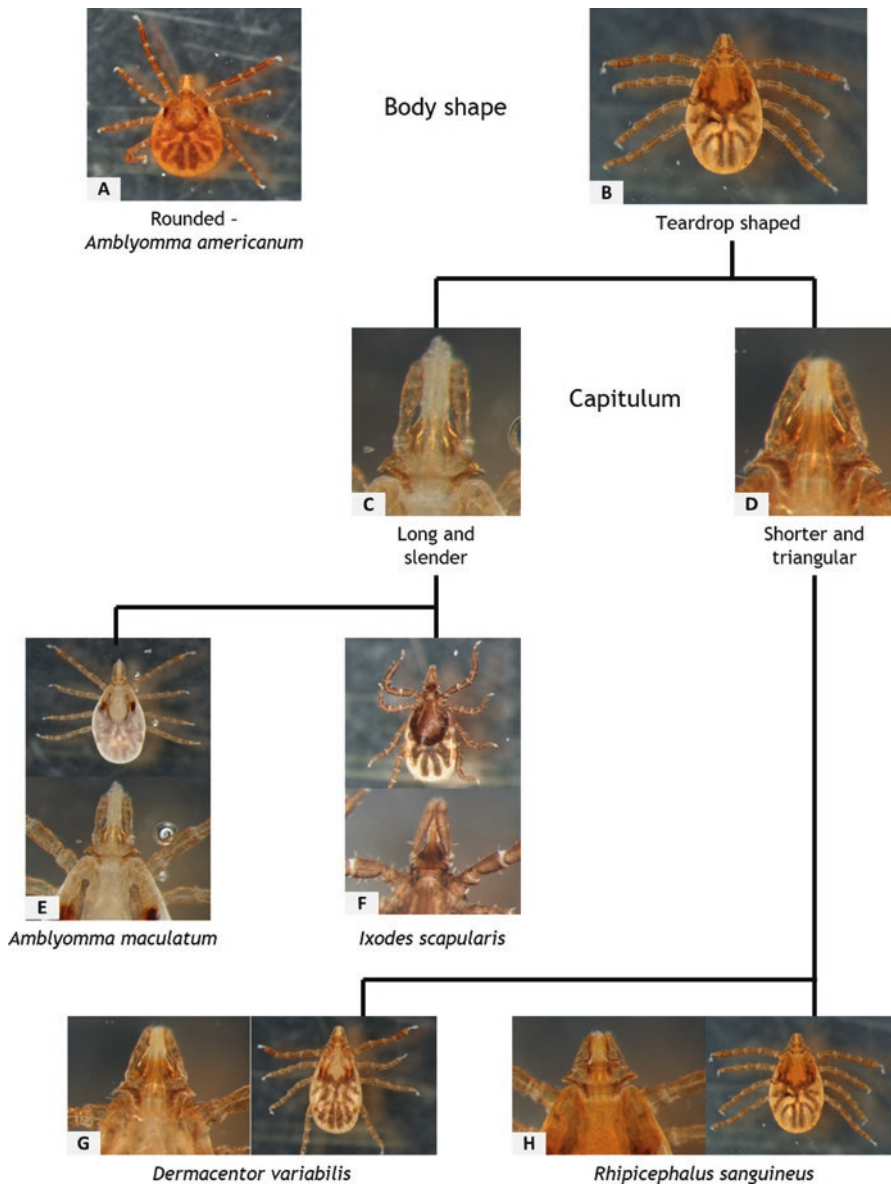 Body shape
A
B
Rounded –
Amblyomma americanum
Teardrop shaped
Capitulum
C
D
Long and
slender
Shorter and
triangular
E
F
Amblyomma maculatum
Ixodes scapularis
G
H
Dermacentor variabilis
Rhipicephalus sanguineus